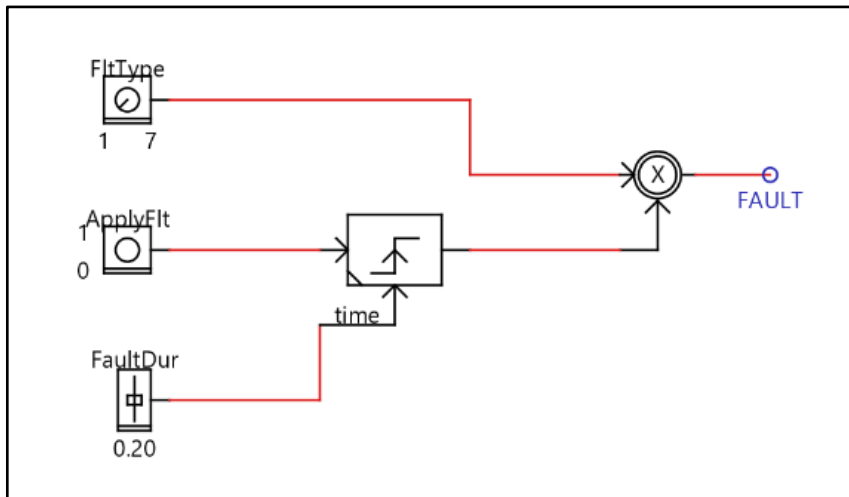 FltType
1 7
X
FAULT
ApplyFlt
1
0
time
FaultDur
0.20